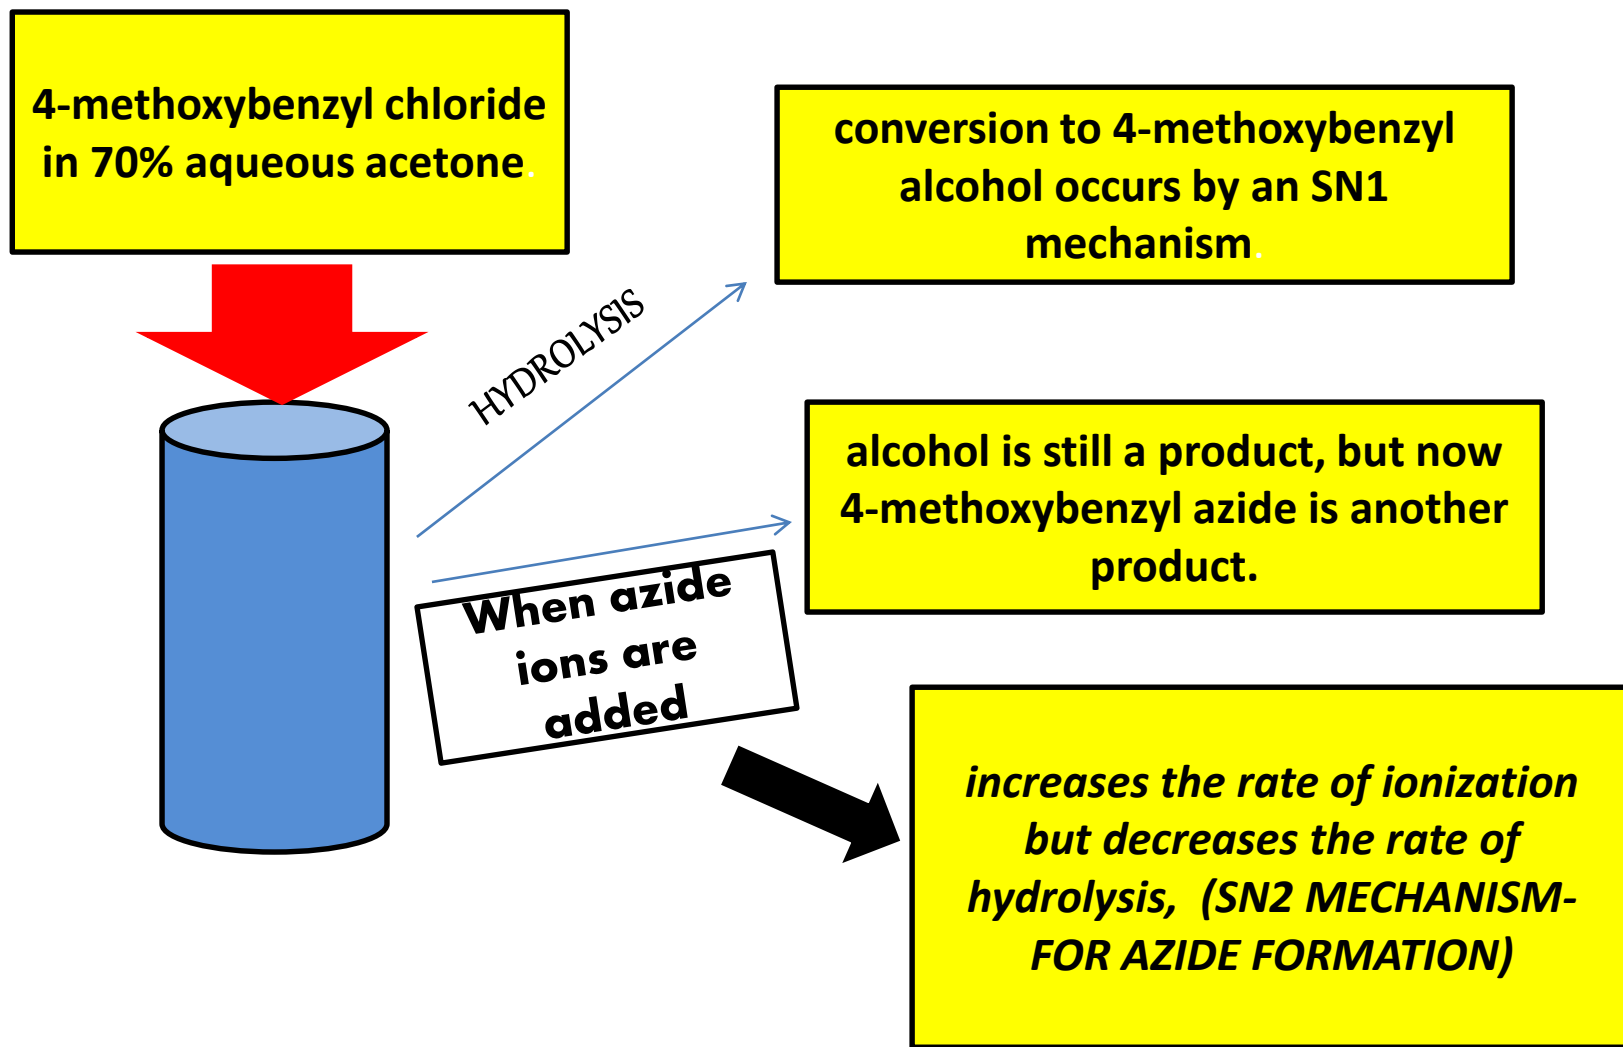 4-methoxybenzyl chloride
in 70% aqueous acetone.
conversion to 4-methoxybenzyl
alcohol occurs by an SN1
mechanism.
HYDROLYSIS
alcohol is still a product, but now
4-methoxybenzyl azide is another
product.
When azide
ions are
added
increases the rate of ionization
but decreases the rate of
hydrolysis, (SN2 MECHANISM-
FOR AZIDE FORMATION)